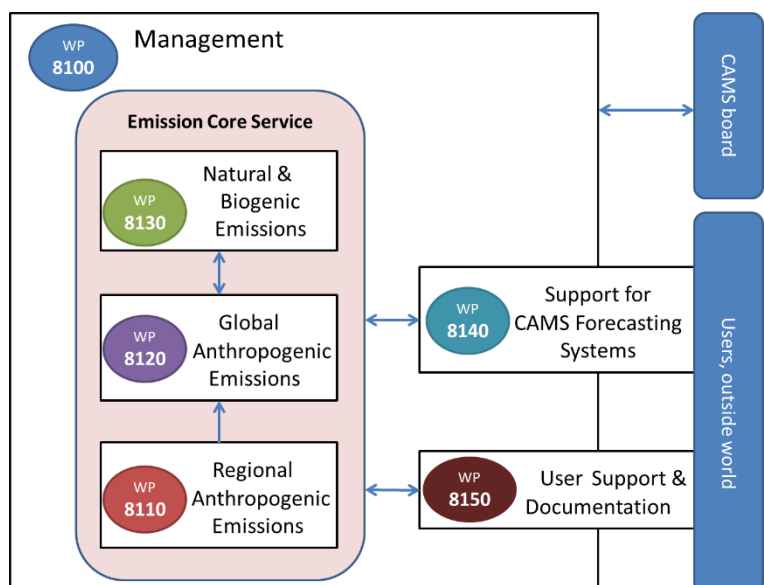 WP
8100
Management
Emission Core Service
WP
8130
Natural &
Biogenic
Emissions
WP
8120
Global
Anthropogenic
Emissions
WP
8110
Regional
Anthropogenic
Emissions
WP
8140
Support for
CAMS Forecasting
Systems
WP
8150
User Support &
Documentation
CAMS board
Users, outside world